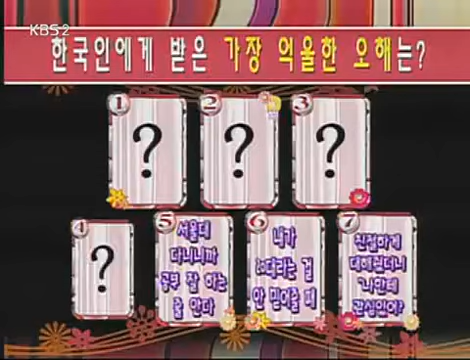 KBS2
한국인에게 받은 가장 억울한 오해는?
1
2
3
?
?
?
4
5
6
7
?
서울대
다니니까
공부 잘 하는
줄 안다
내가
20대라는 걸
안 믿어줄 때
친절하게
대해줬더니
"나한테
관심있어?